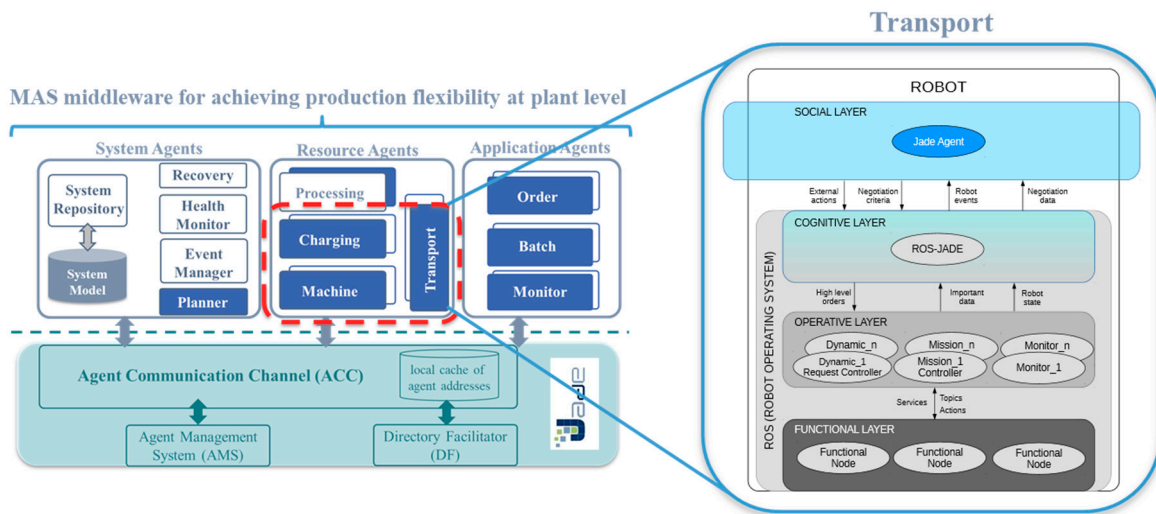 Transport
MAS middleware for achieving production flexibility at plant level
System Agents
System
Repository
System
Model
Recovery
Health
Monitor
Event
Manager
Planner
Resource Agents
Processing
Charging
Machine
Transport
Application Agents
Order
Batch
Monitor
Agent Communication Channel (ACC)
local cache of
agent addresses
Agent Management
System (AMS)
Directory Facilitator
(DF)
Jade
ROBOT
SOCIAL LAYER
Jade Agent
External
actions
Negotiation
criteria
Robot
events
Negotiation
data
ROS (ROBOT OPERATING SYSTEM)
COGNITIVE LAYER
ROS-JADE
High level
orders
Important
data
Robot
state
OPERATIVE LAYER
Dynamic_n
Mission_n
Monitor_n
Dynamic_1
Request Controller
Mission_1
Controller
Monitor_1
Services
Topics
Actions
FUNCTIONAL LAYER
Functional
Node
Functional
Node
Functional
Node